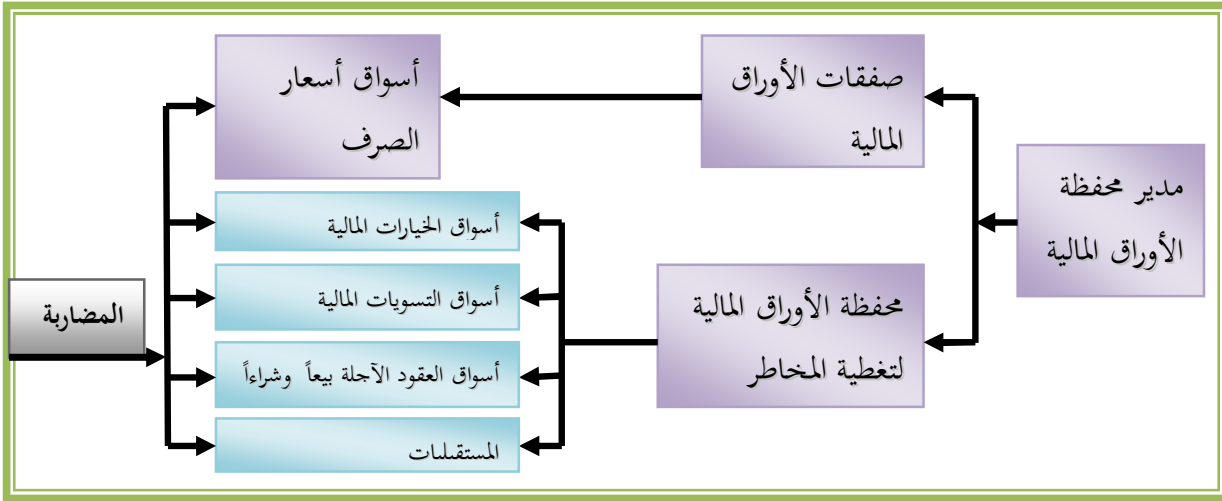 مدير محفظة
الأوراق المالية
صفقات الأوراق
المالية
محفظة الأوراق المالية
لتغطية المخاطر
أسواق أسعار
الصرف
أسواق الخيارات المالية
أسواق التسويات المالية
أسواق العقود الآجلة بيعاً وشراءاً
المستقبليات
المضاربة